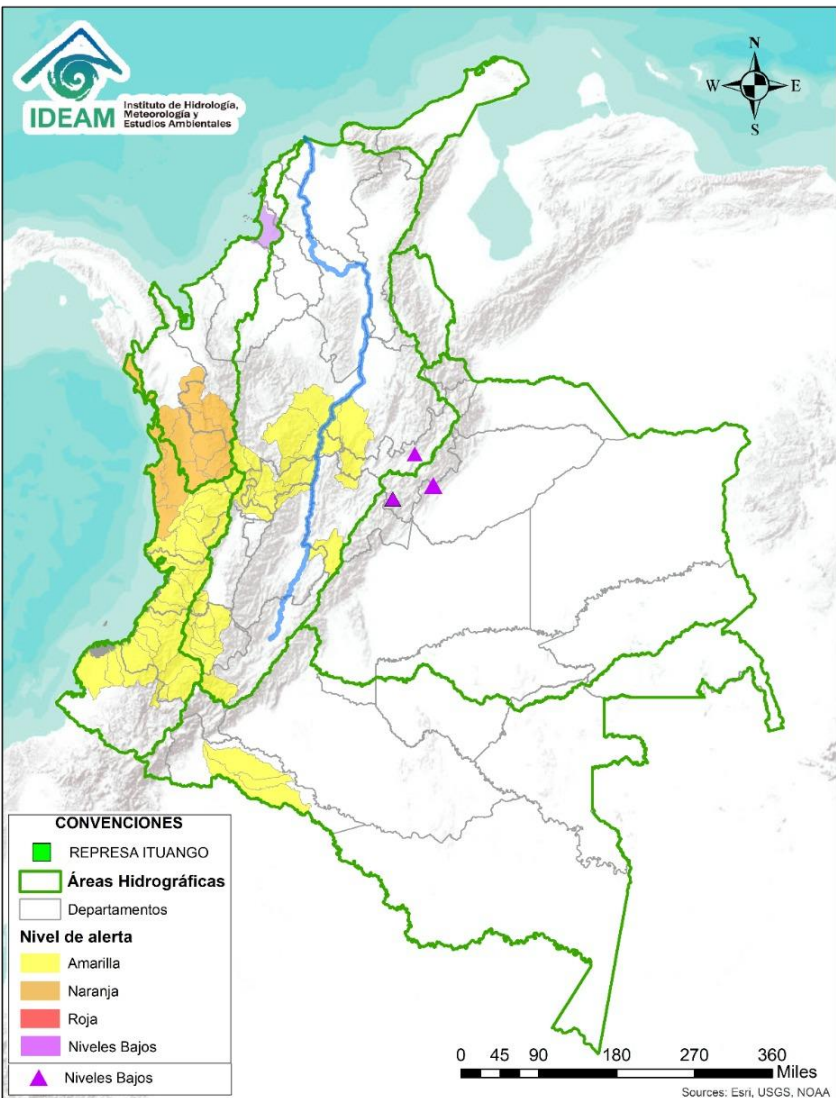 IDEAM
Instituto de Hidrología,
Meteorología y
Estudios Ambientales
N
W
E
S
CONVENCIONES
REPRESA ITUANGO
Áreas Hidrográficas
Departamentos
Nivel de alerta
Amarilla
Naranja
Roja
Niveles Bajos
Niveles Bajos
0 45 90 180 270 360
Miles
Sources: Esri, USGS, NOAA